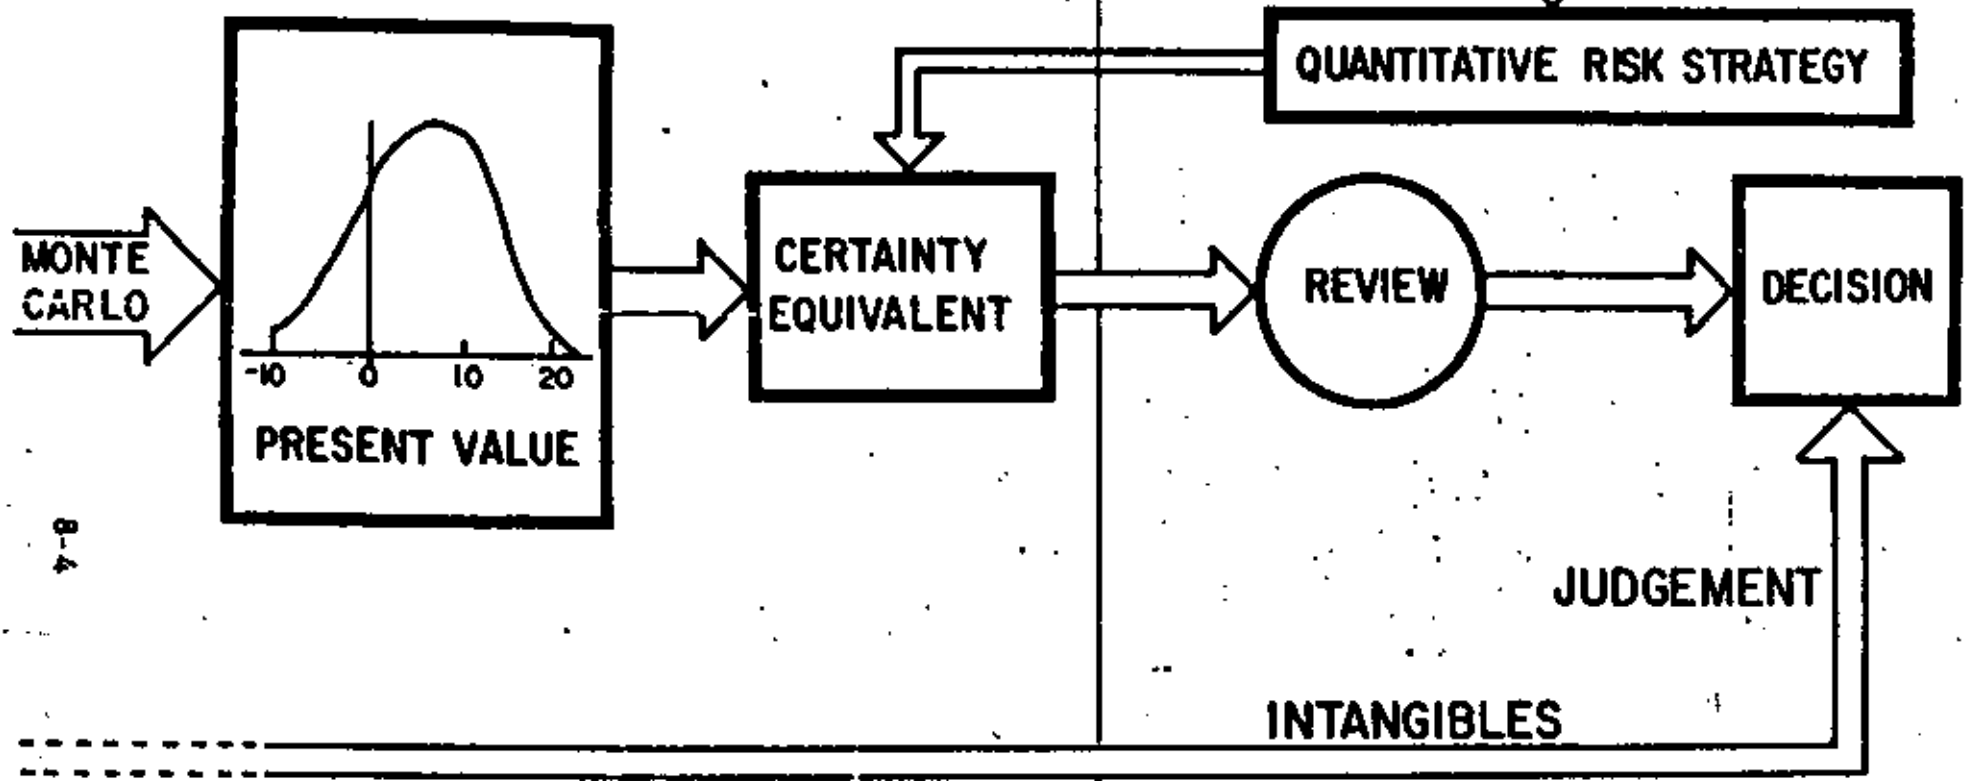 QUANTITATIVE RISK STRATEGY
MONTE
CARLO
-10 0 10 20
PRESENT VALUE
CERTAINTY
EQUIVALENT
REVIEW
DECISION
8-4
JUDGEMENT
INTANGIBLES